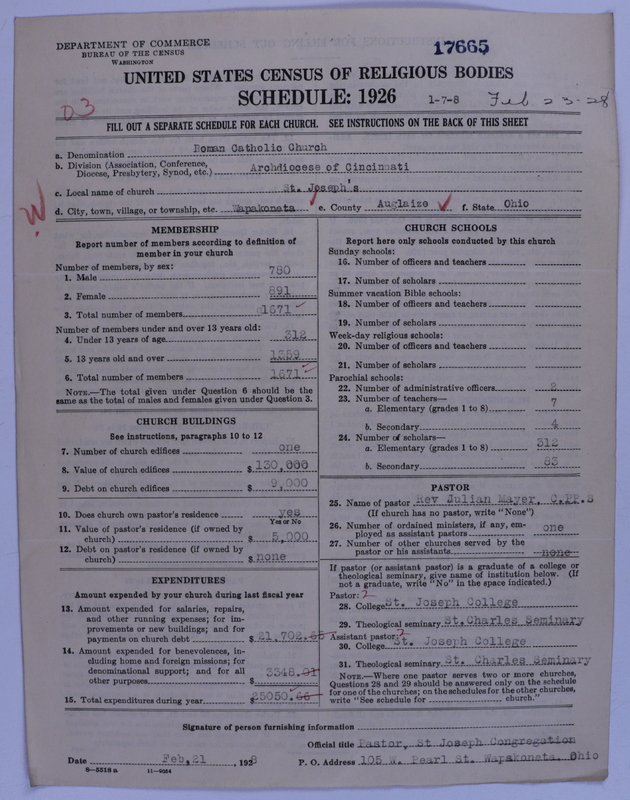 DEPARTMENT OF COMMERCE
BUREAU OF THE CENSUS
WASHINGTON
17665
UNITED STATES CENSUS OF RELIGIOUS BODIES
SCHEDULE: 1926
1-7-8 Feb 23-28
D3
FILL OUT A SEPARATE SCHEDULE FOR EACH CHURCH. SEE INSTRUCTIONS ON THE BACK OF THIS SHEET
a. Denomination Roman Catholic Church
b. Division (Association, Conference, Diocese, Presbytery, Synod, etc.) Archdiocese of Cincinnati
c. Local name of church St. Joseph's
W
d. City, town, village, or township, etc. Wapakoneta e. County Auglaize f. State Ohio
MEMBERSHIP
Report number of members according to definition of
member in your church
Number of members, by sex:
1. Male 780
2. Female 891
3. Total number of members 1671
Number of members under and over 13 years old:
4. Under 13 years of age 312
5. 13 years old and over 1359
6. Total number of members 1671
NOTE.—The total given under Question 6 should be the
same as the total of males and females given under Question 3.
CHURCH BUILDINGS
See instructions, paragraphs 10 to 12
7. Number of church edifices one
8. Value of church edifices $ 130,000
9. Debt on church edifices $ 9,000
10. Does church own pastor's residence yes
Yes or No
11. Value of pastor's residence (if owned by
church) $ 5,000
12. Debt on pastor's residence (if owned by
church) $ none
EXPENDITURES
Amount expended by your church during last fiscal year
13. Amount expended for salaries, repairs,
and other running expenses; for im-
provements or new buildings; and for
payments on church debt $ 21,702.
14. Amount expended for benevolences, in-
cluding home and foreign missions; for
denominational support; and for all
other purposes $ 3348.01
15. Total expenditures during year $ 25050.
CHURCH SCHOOLS
Report here only schools conducted by this church
Sunday schools:
16. Number of officers and teachers
17. Number of scholars
Summer vacation Bible schools:
18. Number of officers and teachers
19. Number of scholars
Week-day religious schools:
20. Number of officers and teachers
21. Number of scholars
Parochial schools:
22. Number of administrative officers 2
23. Number of teachers—
a. Elementary (grades 1 to 8) 7
b. Secondary 4
24. Number of scholars—
a. Elementary (grades 1 to 8) 312
b. Secondary 83
PASTOR
25. Name of pastor Rev Julian Mayer, C.PP.S
(If church has no pastor, write "None")
26. Number of ordained ministers, if any, em-
ployed as assistant pastors one
27. Number of other churches served by the
pastor or his assistants none
If pastor (or assistant pastor) is a graduate of a college or
theological seminary, give name of institution below. (If
not a graduate, write "No" in the space indicated.)
Pastor: 2
28. College St. Joseph College
29. Theological seminary St. Charles Seminary
Assistant pastor: 2
30. College St. Joseph College
31. Theological seminary St. Charles Seminary
NOTE.—Where one pastor serves two or more churches,
Questions 28 and 29 should be answered only on the schedule
for one of the churches; on the schedules for the other churches,
write "See schedule for church."
Signature of person furnishing information
Official title Pastor, St Joseph Congregation
Date Feb, 21, 1928 P. O. Address 105 W. Pearl St. Wapakoneta. Ohio
8-5318 a 11-9064